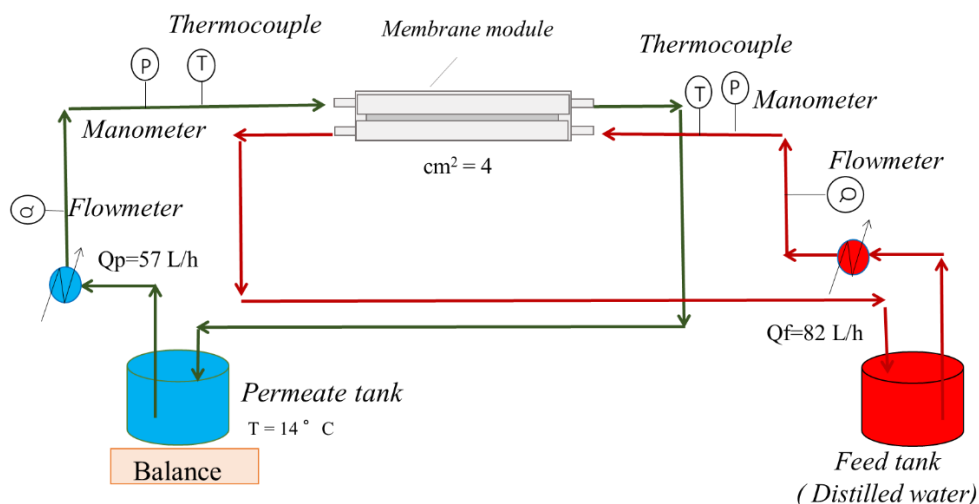 Thermocouple
Membrane module
Thermocouple
P
T
T
P
Manometer
Manometer
cm² = 4
Flowmeter
Q
Flowmeter
Q
Qp=57 L/h
Qf=82 L/h
Permeate tank
T = 14° C
Balance
Feed tank
( Distilled water)